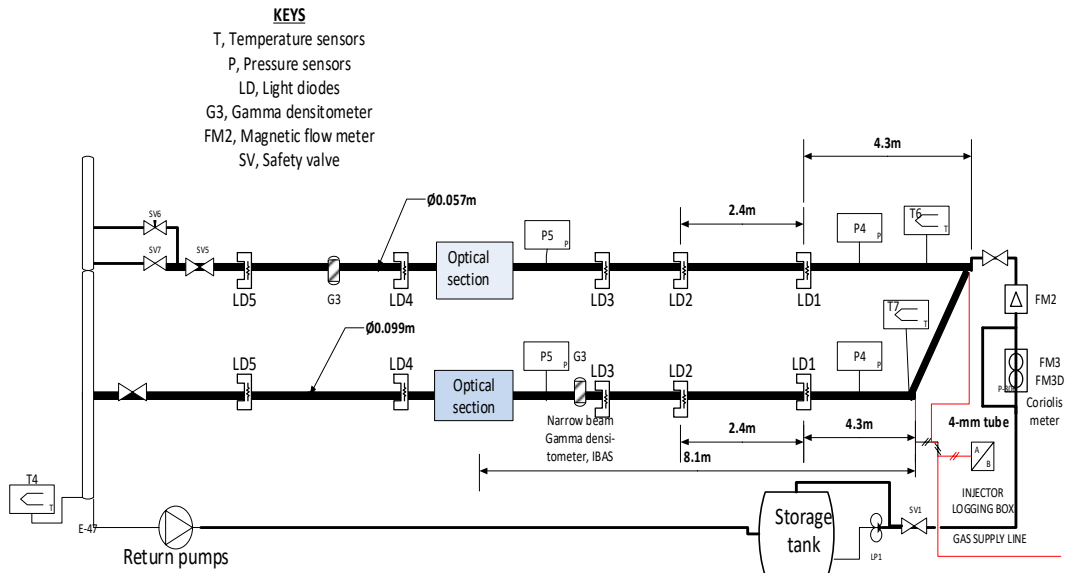 KEYS
T, Temperature sensors
P, Pressure sensors
LD, Light diodes
G3, Gamma densitometer
FM2, Magnetic flow meter
SV, Safety valve
4.3m
Ø0.057m
2.4m
SV6
SV7
SV5
P5
P
P4
P
T6
T
Optical
section
LD5
G3
LD4
LD3
LD2
LD1
FM2
T7
T
Ø0.099m
LD5
LD4
Optical
section
P5
P
G3
LD3
LD2
LD1
P4
P
FM3
FM3D
Coriolis
meter
Narrow beam
Gamma densi-
tometer, IBAS
2.4m
4.3m
4-mm tube
8.1m
A
B
INJECTOR
LOGGING BOX
T4
T
E-47
Return pumps
Storage
tank
LP1
SV1
GAS SUPPLY LINE